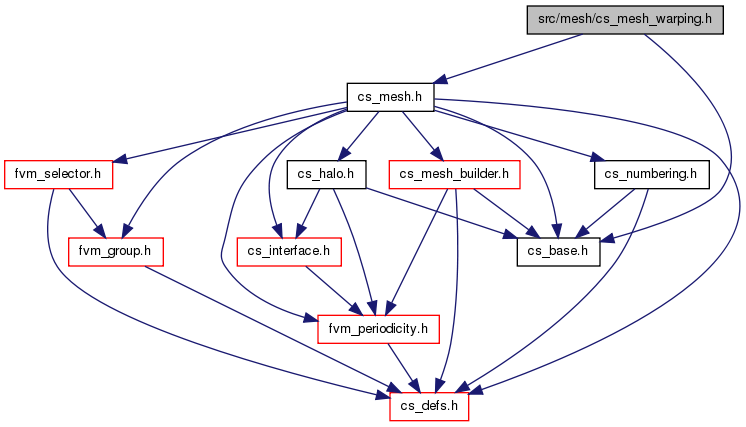 src/mesh/cs_mesh_warping.h
cs_mesh.h
fvm_selector.h
cs_halo.h
cs_mesh_builder.h
cs_numbering.h
fvm_group.h
cs_interface.h
cs_base.h
fvm_periodicity.h
cs_defs.h